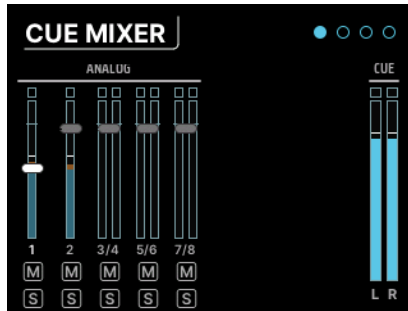 CUE MIXER
ANALOG CUE
1 2 3/4 5/6 7/8
M M M M M
S S S S S L R